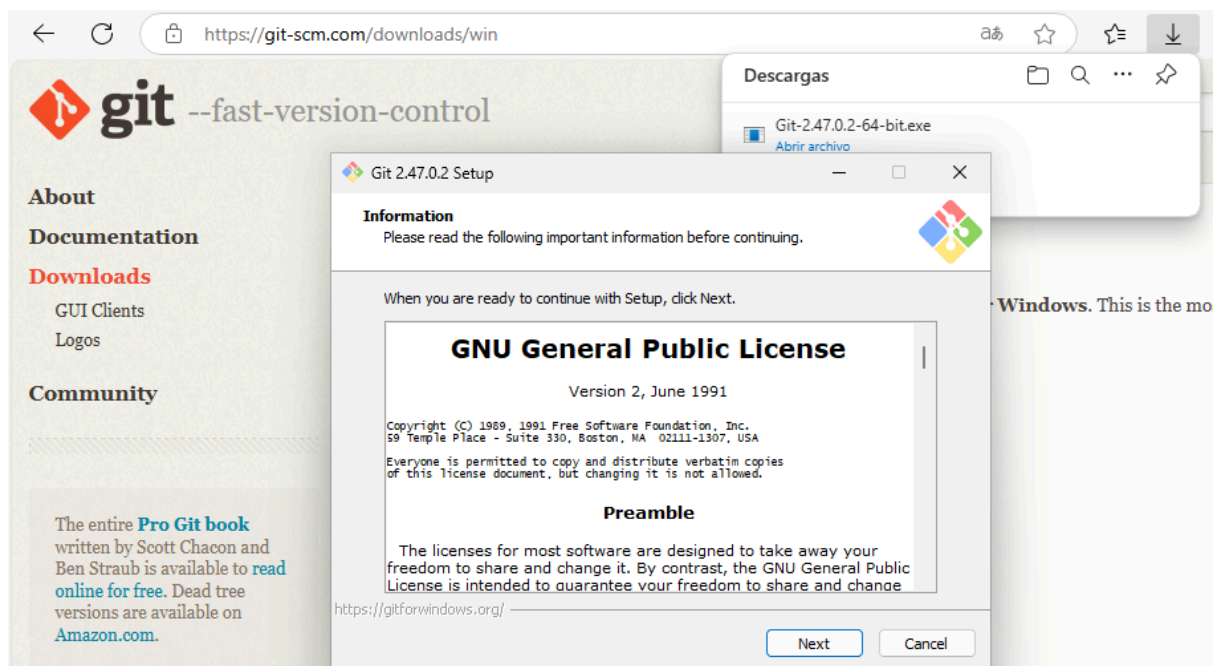 https://git-scm.com/downloads/win
aあ
git --fast-version-control
Descargas
Git-2.47.0.2-64-bit.exe
Abrir archivo
About
Documentation
Downloads
GUI Clients
Logos
Community
The entire Pro Git book
written by Scott Chacon and
Ben Straub is available to read
online for free. Dead tree
versions are available on
Amazon.com.
Git 2.47.0.2 Setup
Information
Please read the following important information before continuing.
When you are ready to continue with Setup, click Next.
GNU General Public License
Version 2, June 1991
Copyright (C) 1989, 1991 Free Software Foundation, Inc.
59 Temple Place - Suite 330, Boston, MA 02111-1307, USA
Everyone is permitted to copy and distribute verbatim copies
of this license document, but changing it is not allowed.
Preamble
The licenses for most software are designed to take away your
freedom to share and change it. By contrast, the GNU General Public
License is intended to guarantee your freedom to share and change
https://gitforwindows.org/
Next
Cancel
Windows. This is the mo